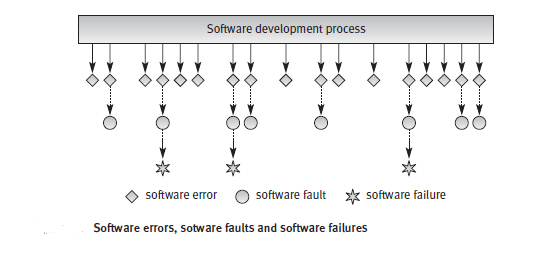 Software development process
software error software fault software failure
Software errors, sotware faults and software failures